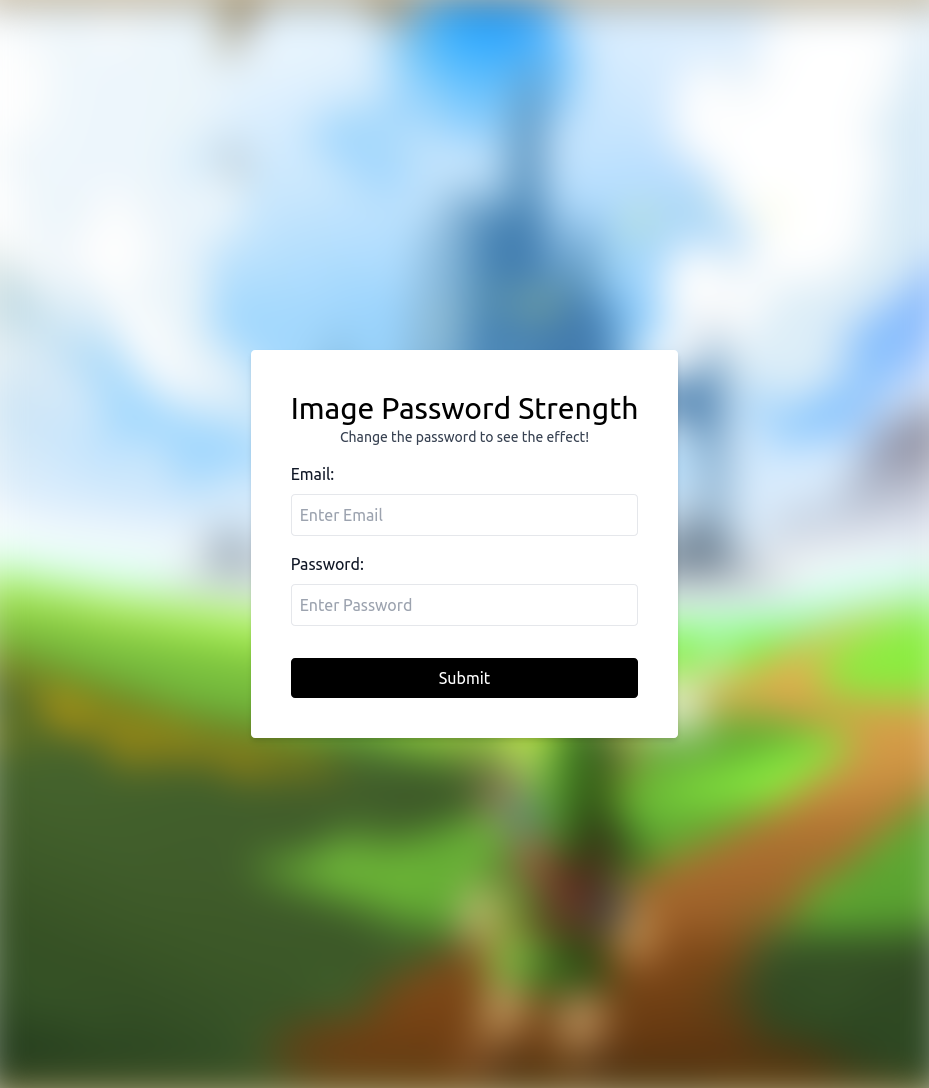 Image Password Strength
Change the password to see the effect!
Email:
Enter Email
Password:
Enter Password
Submit